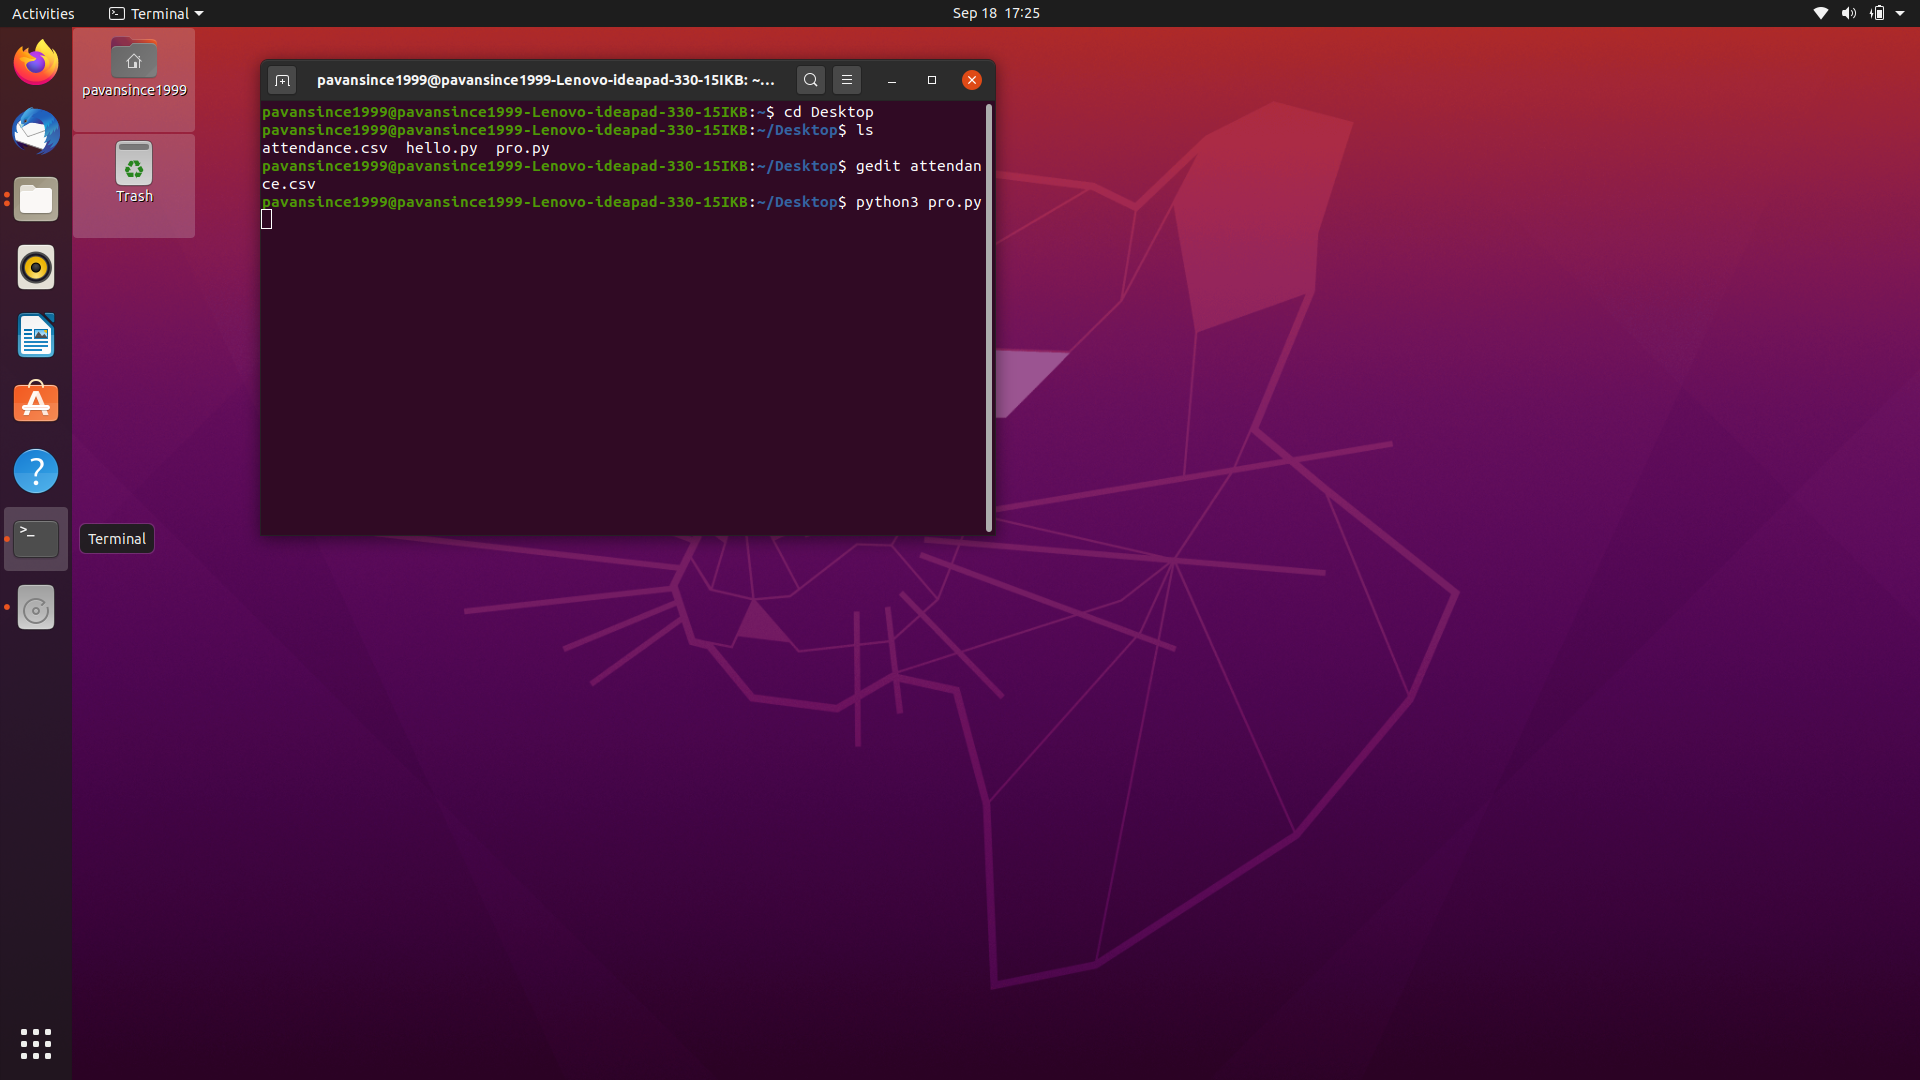 Activities
Terminal
Sep 18 17:25
pavansince1999
Trash
pavansince1999@pavansince1999-Lenovo-ideapad-330-15IKB: ~...
pavansince1999@pavansince1999-Lenovo-ideapad-330-15IKB:~$ cd Desktop
pavansince1999@pavansince1999-Lenovo-ideapad-330-15IKB:~/Desktop$ ls
attendance.csv  hello.py  pro.py
pavansince1999@pavansince1999-Lenovo-ideapad-330-15IKB:~/Desktop$ gedit attendan
ce.csv
pavansince1999@pavansince1999-Lenovo-ideapad-330-15IKB:~/Desktop$ python3 pro.py
Terminal